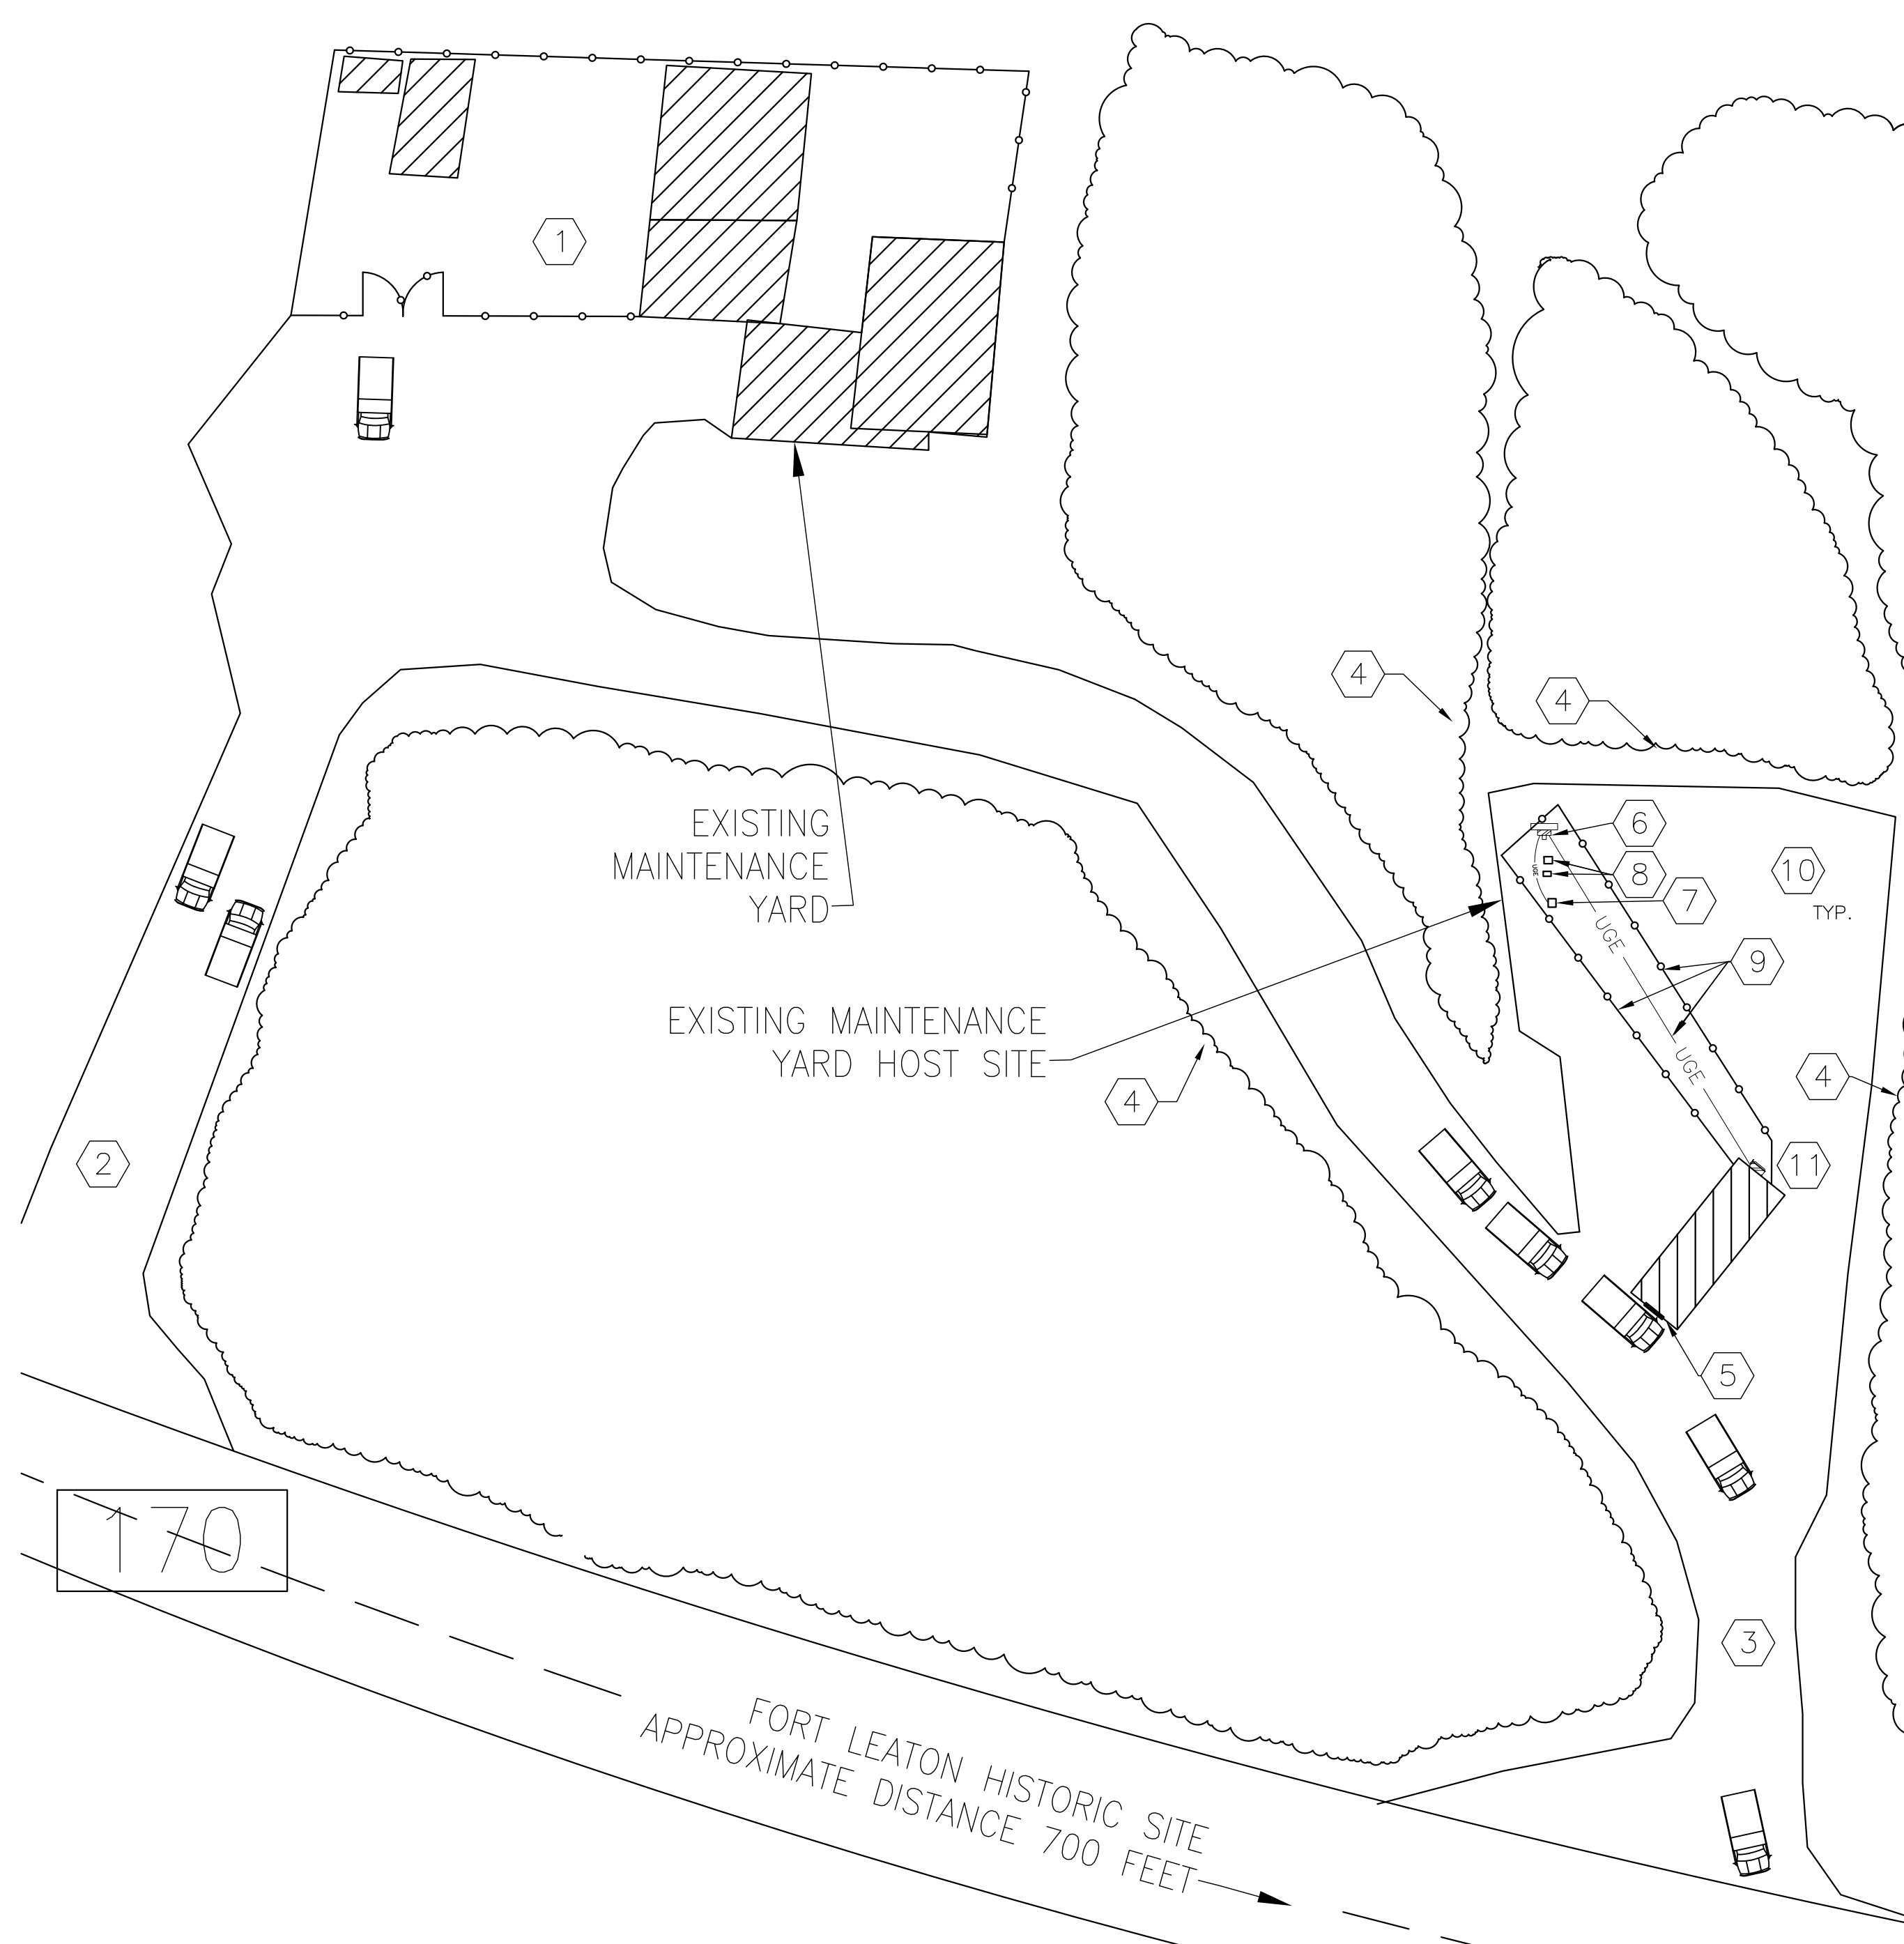 1
4
4
EXISTING
MAINTENANCE
YARD
6
8
7
10
TYP.
UGE
UGE
9
EXISTING MAINTENANCE
YARD HOST SITE
UGE
4
4
2
11
5
170
3
FORT LEATON HISTORIC SITE
APPROXIMATE DISTANCE 700 FEET